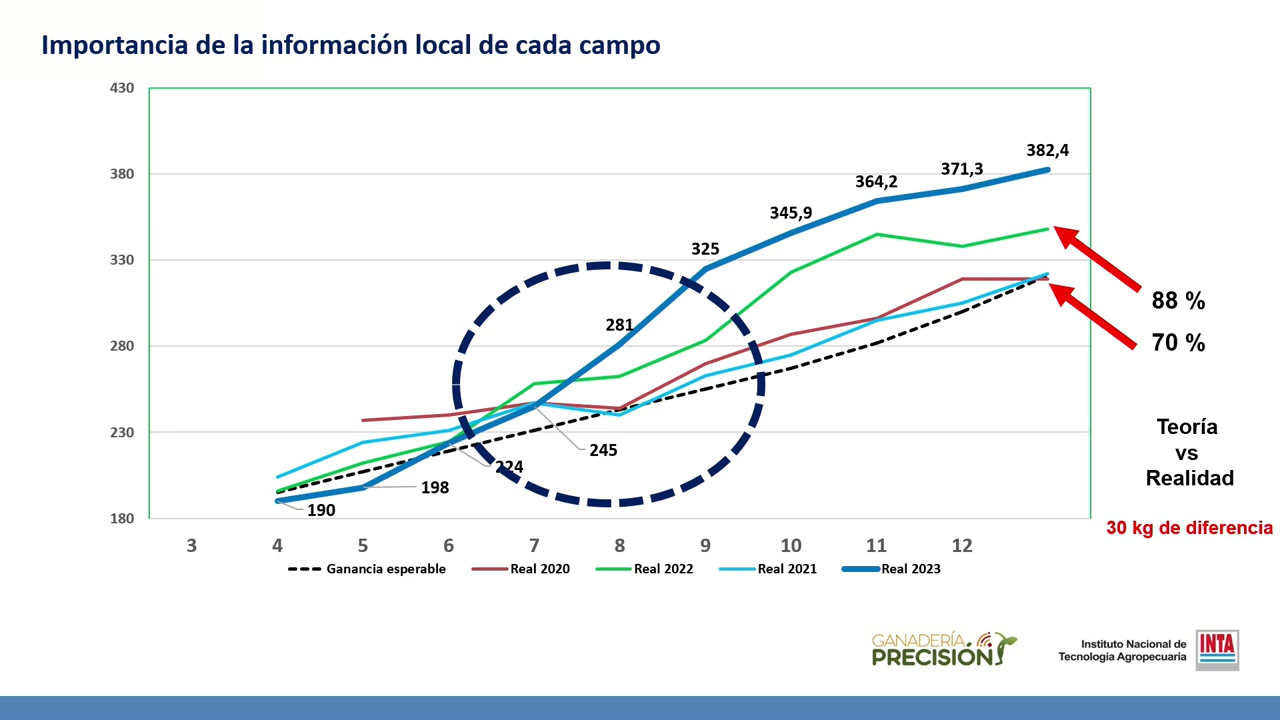 Importancia de la información local de cada campo
430
380
330
280
230
180
382,4
371,3
364,2
345,9
325
281
245
224
198
190
88 %
70 %
Teoría
vs
Realidad
30 kg de diferencia
3 4 5 6 7 8 9 10 11 12
Ganancia esperable Real 2020 Real 2022 Real 2021 Real 2023
GANADERÍA
PRECISIÓN
Instituto Nacional de
Tecnología Agropecuaria
INTA